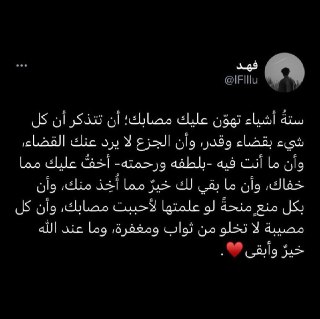 فهد
@IFlllu
ستةُ أشياء تهوّن عليك مصابك؛ أن تتذكر أن كل
شيء بقضاء وقدر، وأن الجزع لا يرد عنك القضاء،
وأن ما أنت فيه -بلطفه ورحمته- أخفُّ عليك مما
خفاك، وأن ما بقي لك خيرٌ مما أُخِذ منك، وأن
بكل منعٍ منحةً لو علمتها لأحببت مصابك، وأن كل
مصيبة لا تخلو من ثواب ومغفرة، وما عند الله
خيرٌ وأبقى❤️.